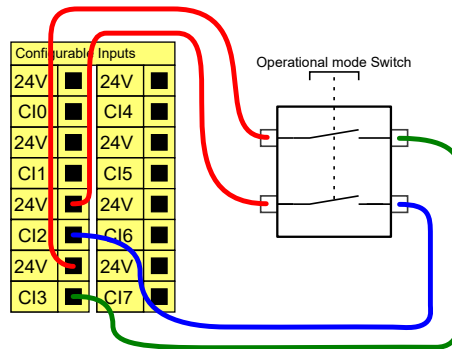 Configurable Inputs
Operational mode Switch
24V 24V
CI0 CI4
24V 24V
CI1 CI5
24V 24V
CI2 CI6
24V 24V
CI3 CI7